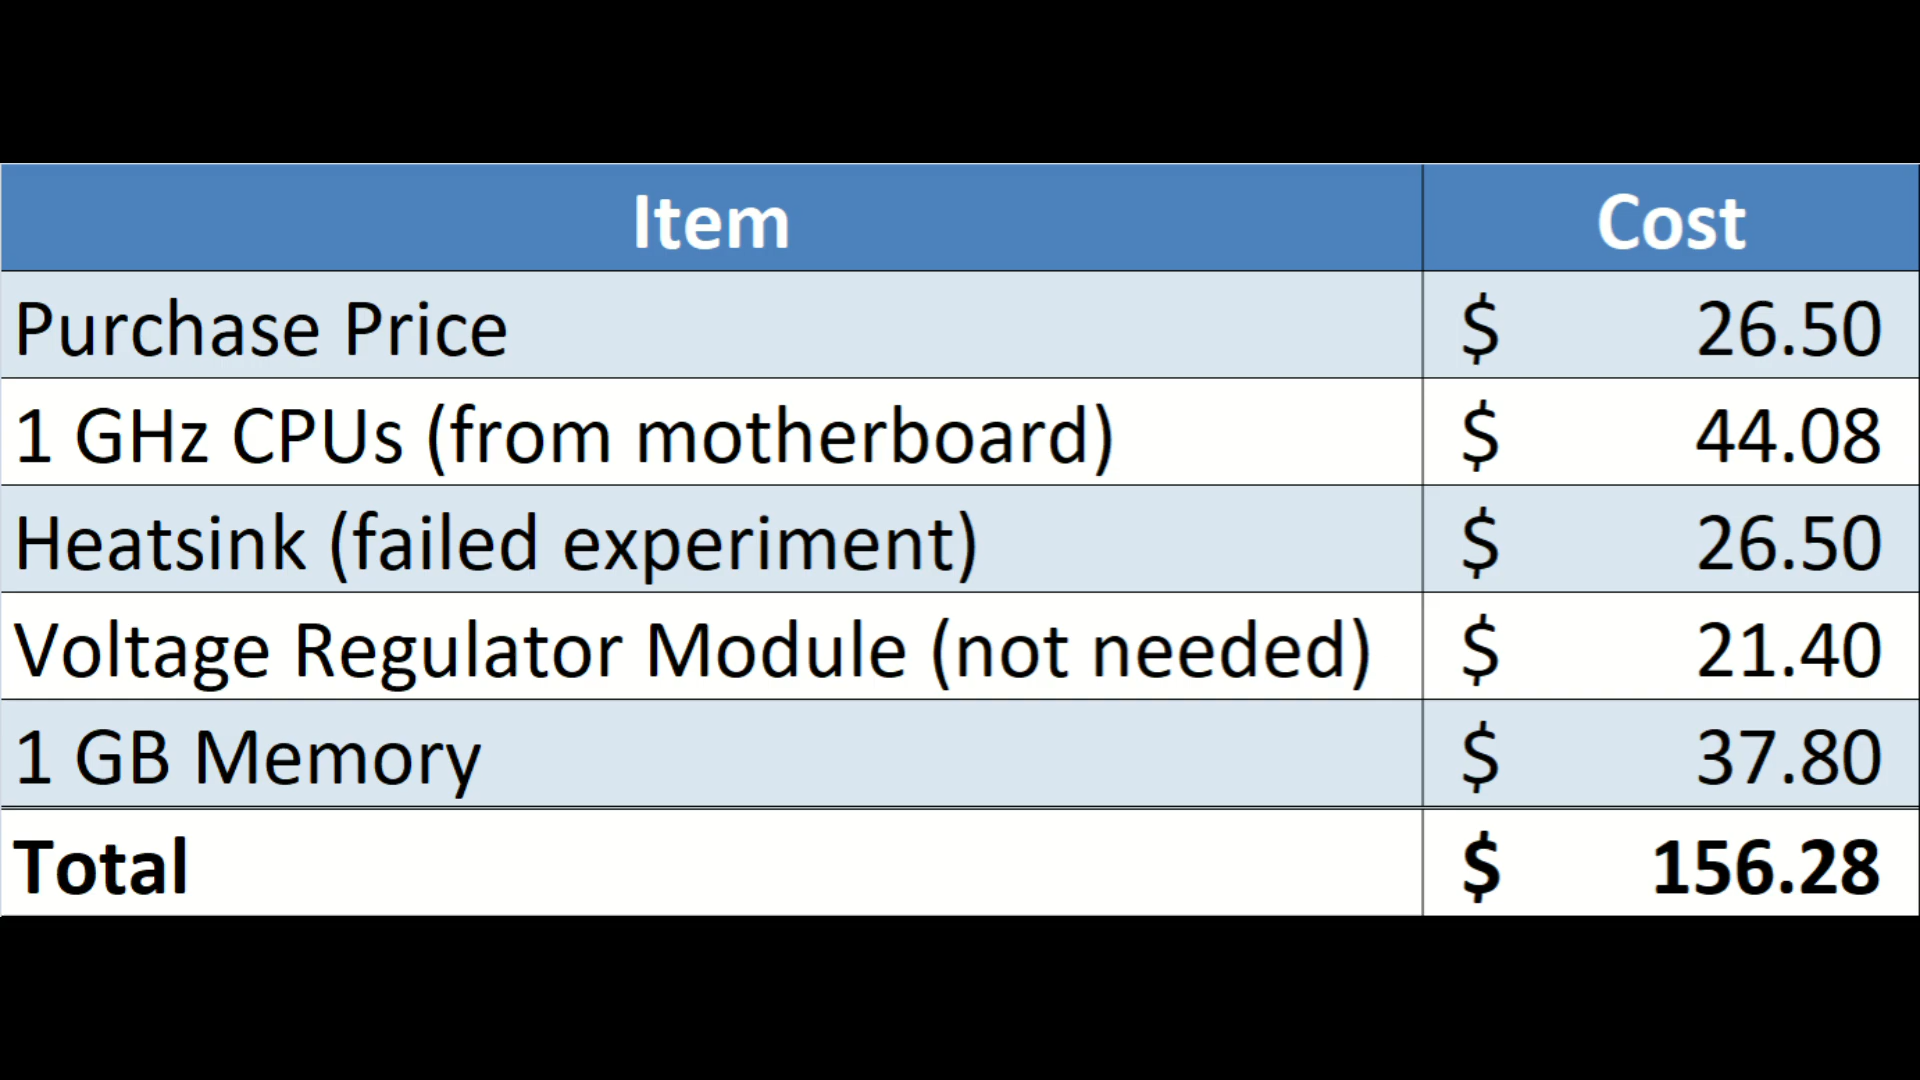 Item Cost
Purchase Price $ 26.50
1 GHz CPUs (from motherboard) $ 44.08
Heatsink (failed experiment) $ 26.50
Voltage Regulator Module (not needed) $ 21.40
1 GB Memory $ 37.80
Total $ 156.28